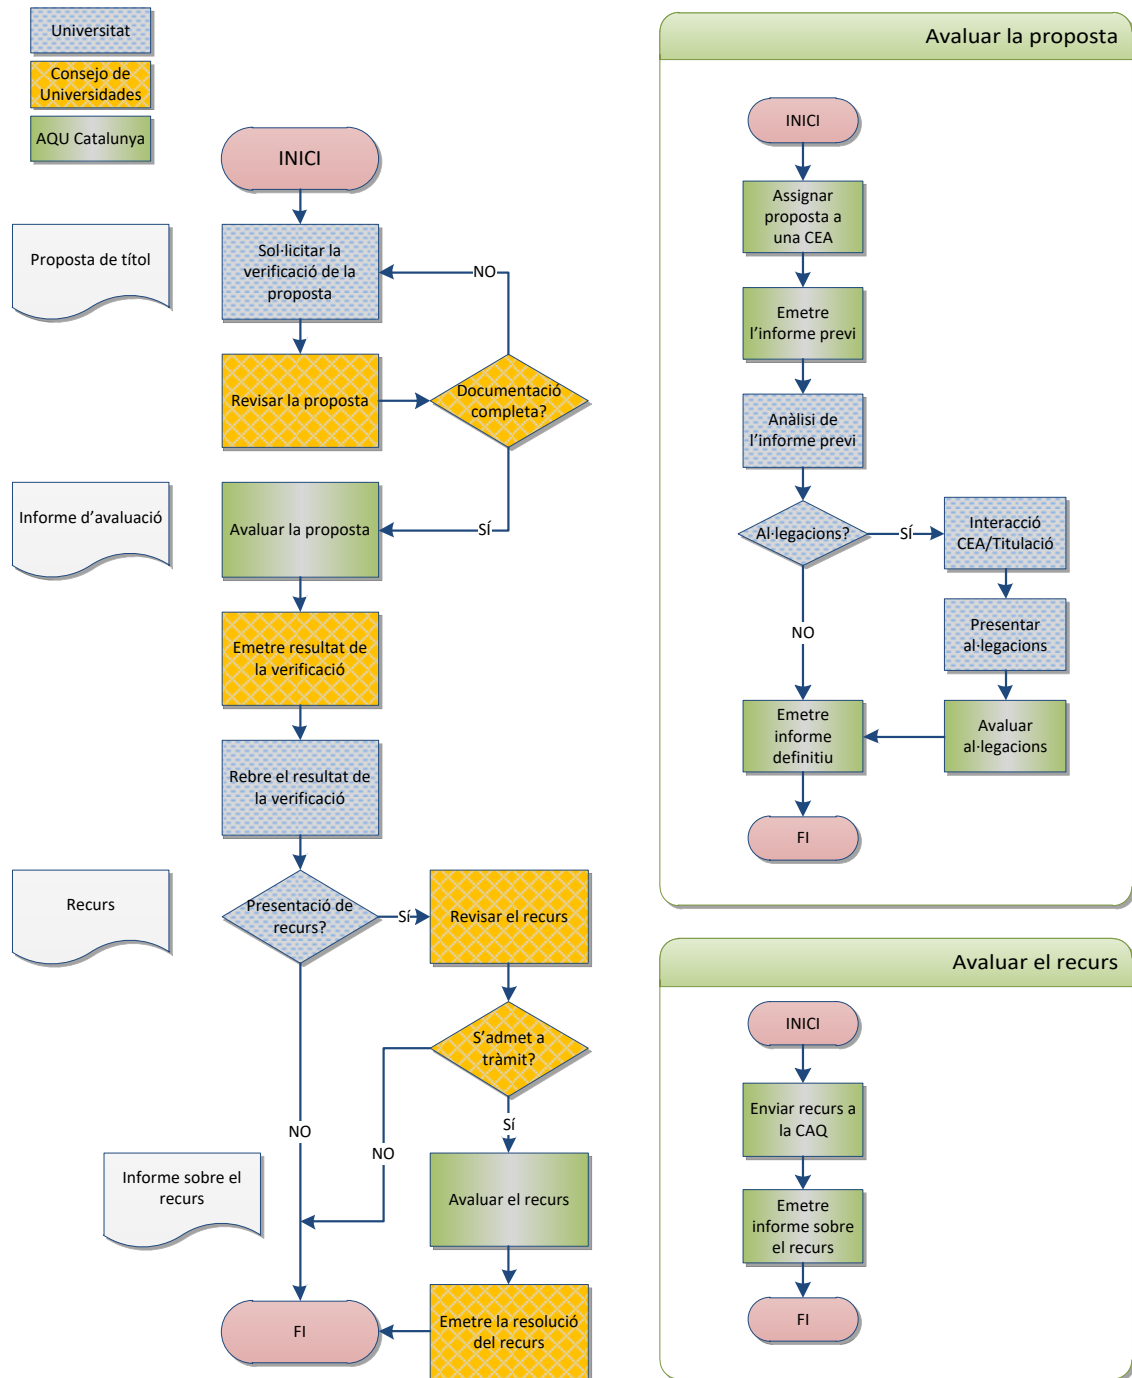 Universitat
Consejo de
Universidades
AQU Catalunya
INICI
Proposta de títol
Sol·licitar la
verificació de la
proposta
NO
Revisar la proposta
Documentació
completa?
Informe d’avaluació
Avaluar la proposta
SÍ
Emetre resultat de
la verificació
Rebre el resultat de
la verificació
Recurs
Presentació de
recurs?
Sí
Revisar el recurs
S’admet a
tràmit?
NO
NO
Sí
Informe sobre el
recurs
Avaluar el recurs
FI
Emetre la resolució
del recurs
Avaluar la proposta
INICI
Assignar
proposta a
una CEA
Emetre
l’informe previ
Anàlisi de
l’informe previ
Al·legacions?
SÍ
Interacció
CEA/Titulació
NO
Presentar
al·legacions
Emetre
informe
definitiu
Avaluar
al·legacions
FI
Avaluar el recurs
INICI
Enviar recurs a
la CAQ
Emetre
informe sobre
el recurs
FI